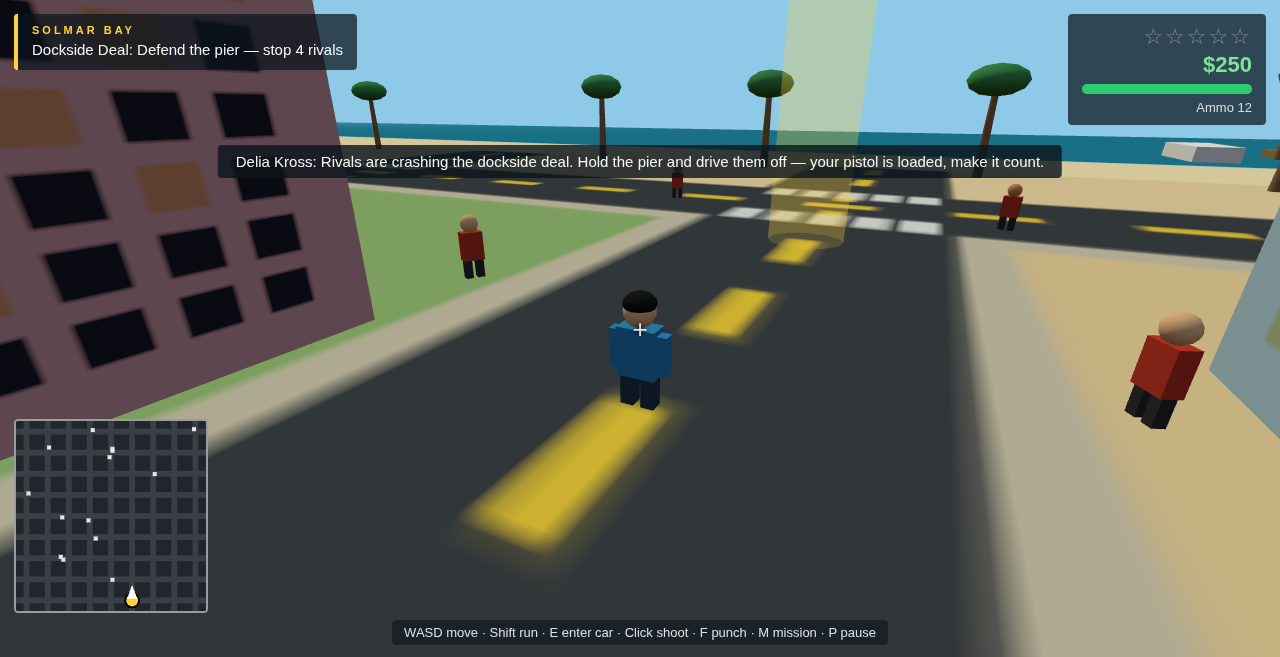 SOLMAR BAY
Dockside Deal: Defend the pier — stop 4 rivals
☆☆☆☆☆
$250
Ammo 12
Delia Kross: Rivals are crashing the dockside deal. Hold the pier and drive them off — your pistol is loaded, make it count.
WASD move · Shift run · E enter car · Click shoot · F punch · M mission · P pause